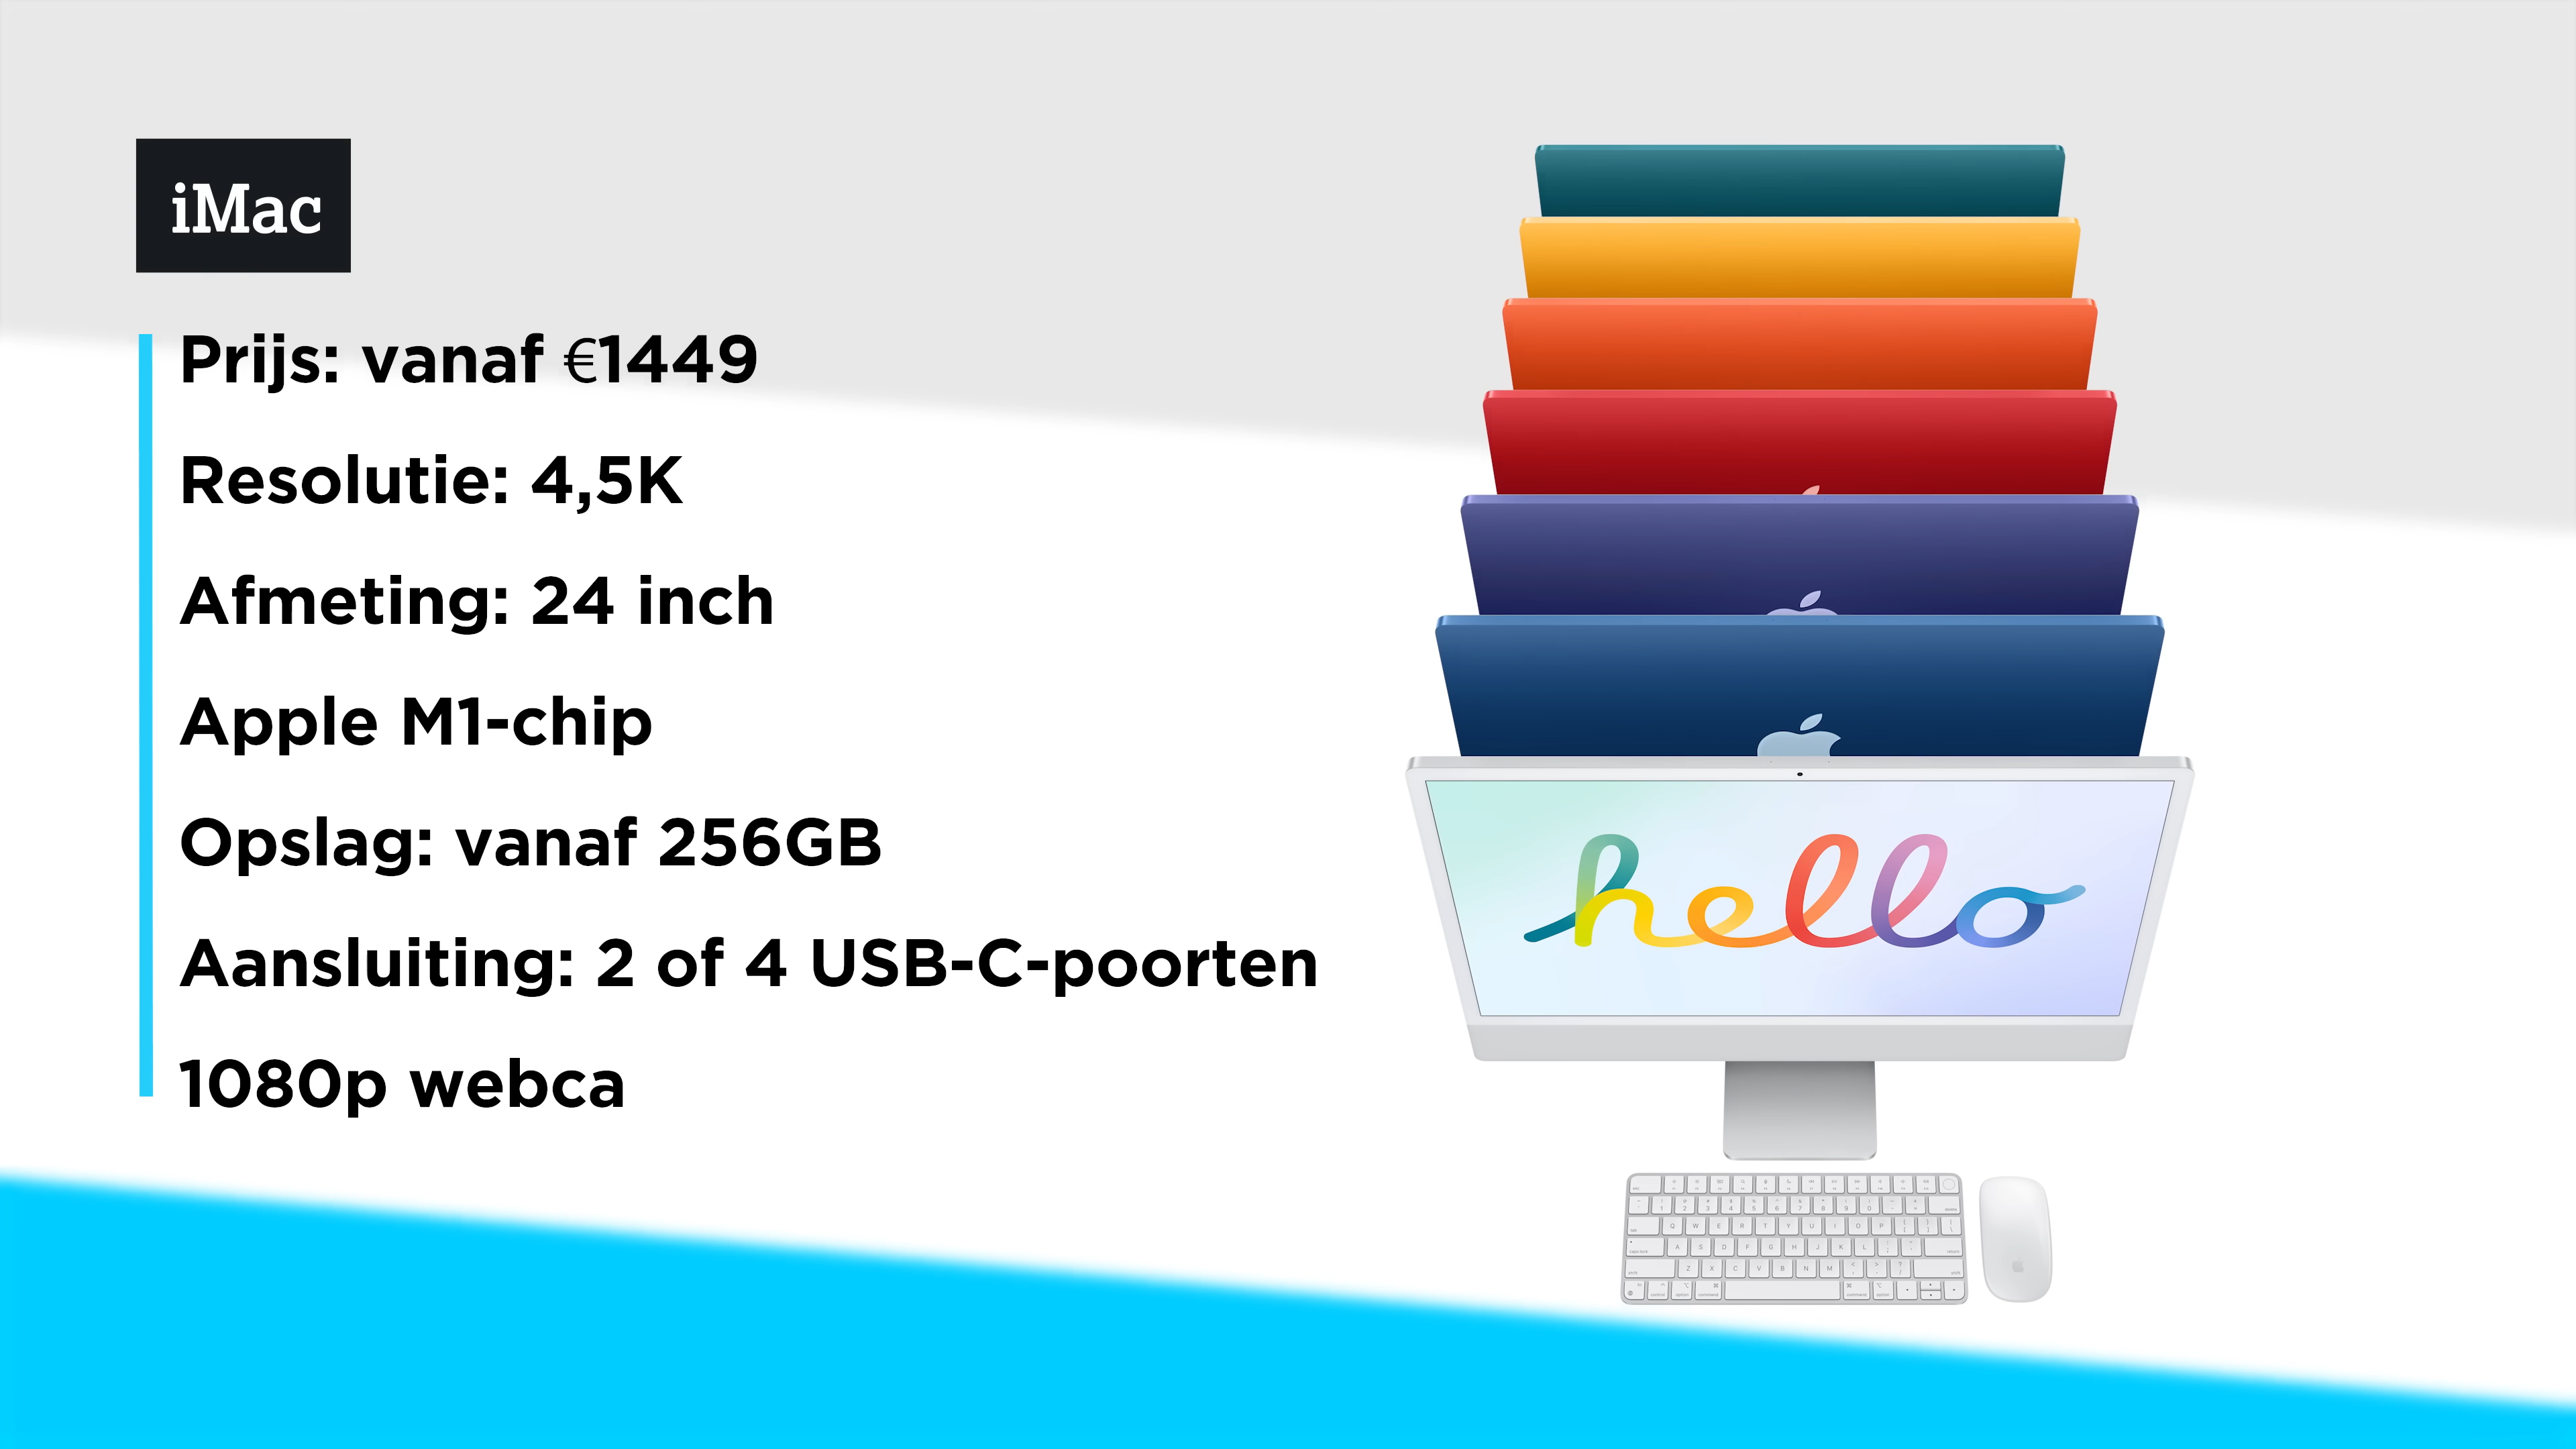 iMac
Prijs: vanaf €1449
Resolutie: 4,5K
Afmeting: 24 inch
Apple M1-chip
Opslag: vanaf 256GB
Aansluiting: 2 of 4 USB-C-poorten
1080p webca
hello